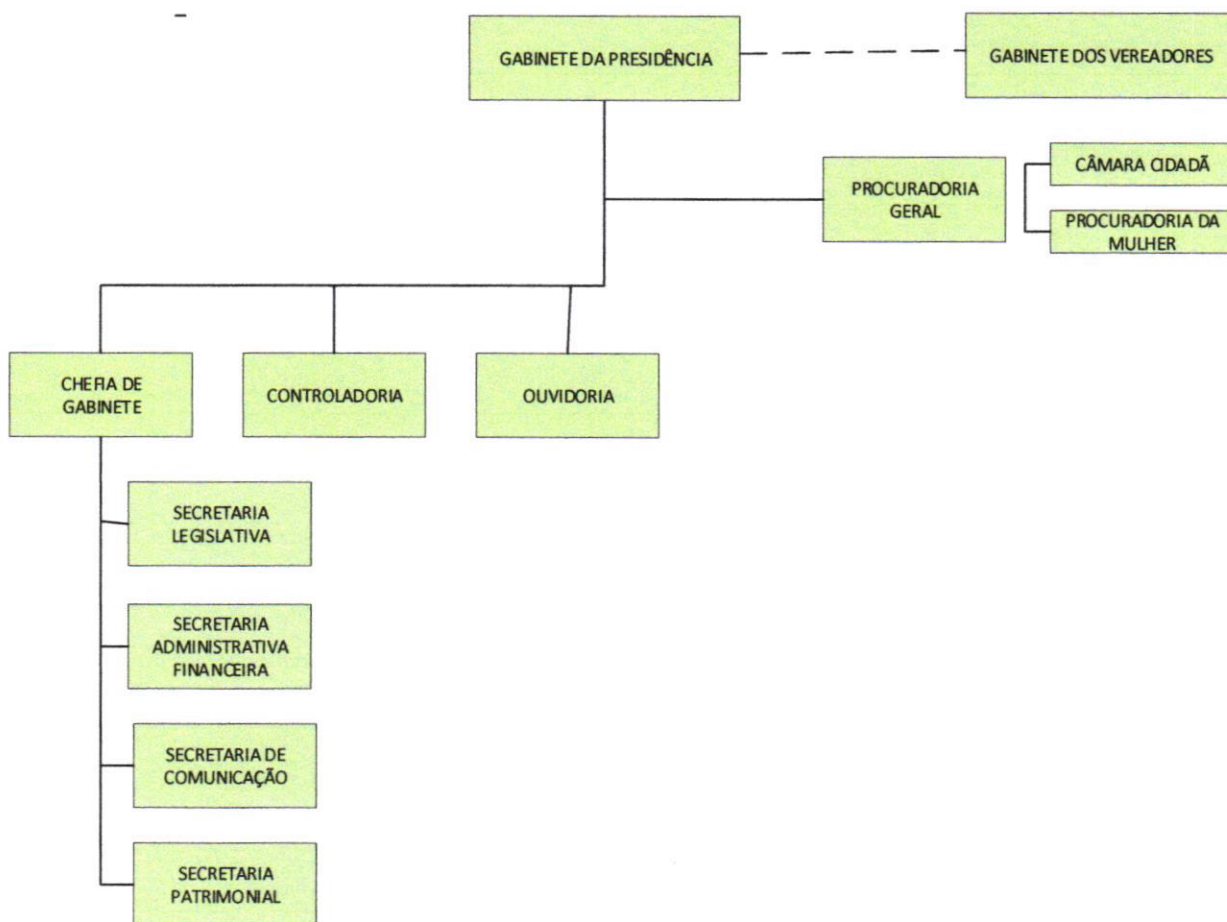 GABINETE DA PRESIDÊNCIA
GABINETE DOS VEREADORES
PROCURADORIA
GERAL
CÂMARA CIDADÃ
PROCURADORIA DA
MULHER
CHEFIA DE
GABINETE
CONTROLADORIA
OUVIDORIA
SECRETARIA
LEGISLATIVA
SECRETARIA
ADMINISTRATIVA
FINANCEIRA
SECRETARIA DE
COMUNICAÇÃO
SECRETARIA
PATRIMONIAL